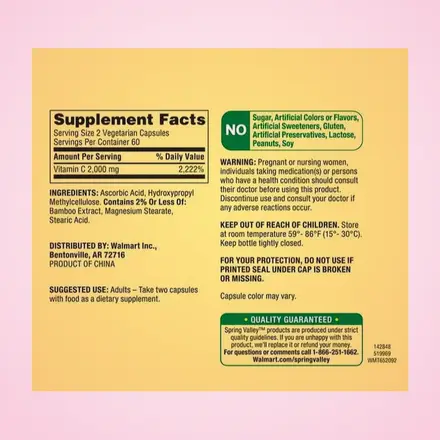 Supplement Facts
Serving Size 2 Vegetarian Capsules
Servings Per Container 60
Amount Per Serving % Daily Value
Vitamin C 2,000 mg 2,222%
INGREDIENTS: Ascorbic Acid, Hydroxypropyl
Methylcellulose. Contains 2% Or Less Of:
Bamboo Extract, Magnesium Stearate,
Stearic Acid.
DISTRIBUTED BY: Walmart Inc.,
Bentonville, AR 72716
PRODUCT OF CHINA
SUGGESTED USE: Adults – Take two capsules
with food as a dietary supplement.
NO
Sugar, Artificial Colors or Flavors,
Artificial Sweeteners, Gluten,
Artificial Preservatives, Lactose,
Peanuts, Soy
WARNING: Pregnant or nursing women,
individuals taking medication(s) or persons
who have a health condition should consult
their doctor before using this product.
Discontinue use and consult your doctor if
any adverse reactions occur.
KEEP OUT OF REACH OF CHILDREN. Store
at room temperature 59°- 86°F (15°- 30°C).
Keep bottle tightly closed.
FOR YOUR PROTECTION, DO NOT USE IF
PRINTED SEAL UNDER CAP IS BROKEN
OR MISSING.
Capsule color may vary.
• QUALITY GUARANTEED •
Spring Valley™ products are produced under strict
quality guidelines. If you are unhappy with this
product, we'll replace it or refund your money.
For questions or comments call 1-866-251-1662.
Walmart.com/springvalley
142848
519969
WMT652092